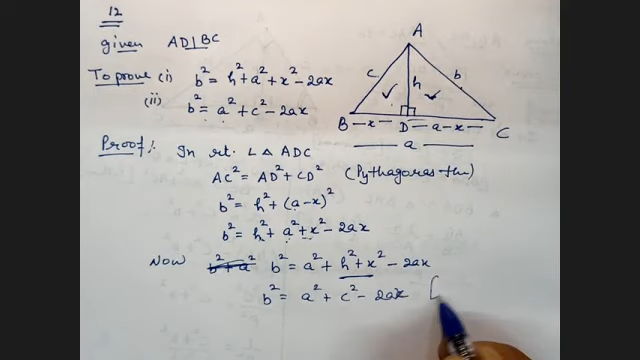 12
given AD⊥BC
To prove (i) b² = h² + a² + x² - 2ax
(ii) b² = a² + c² - 2ax
A
c h b
B - x - D - a-x - C
a
Proof: In rt. ∟ △ ADC
AC² = AD² + CD² (Pythagoras thm)
b² = h² + (a-x)²
b² = h² + a² + x² - 2ax
Now b² + a² b² = a² + h² + x² - 2ax
b² = a² + c² - 2ax [